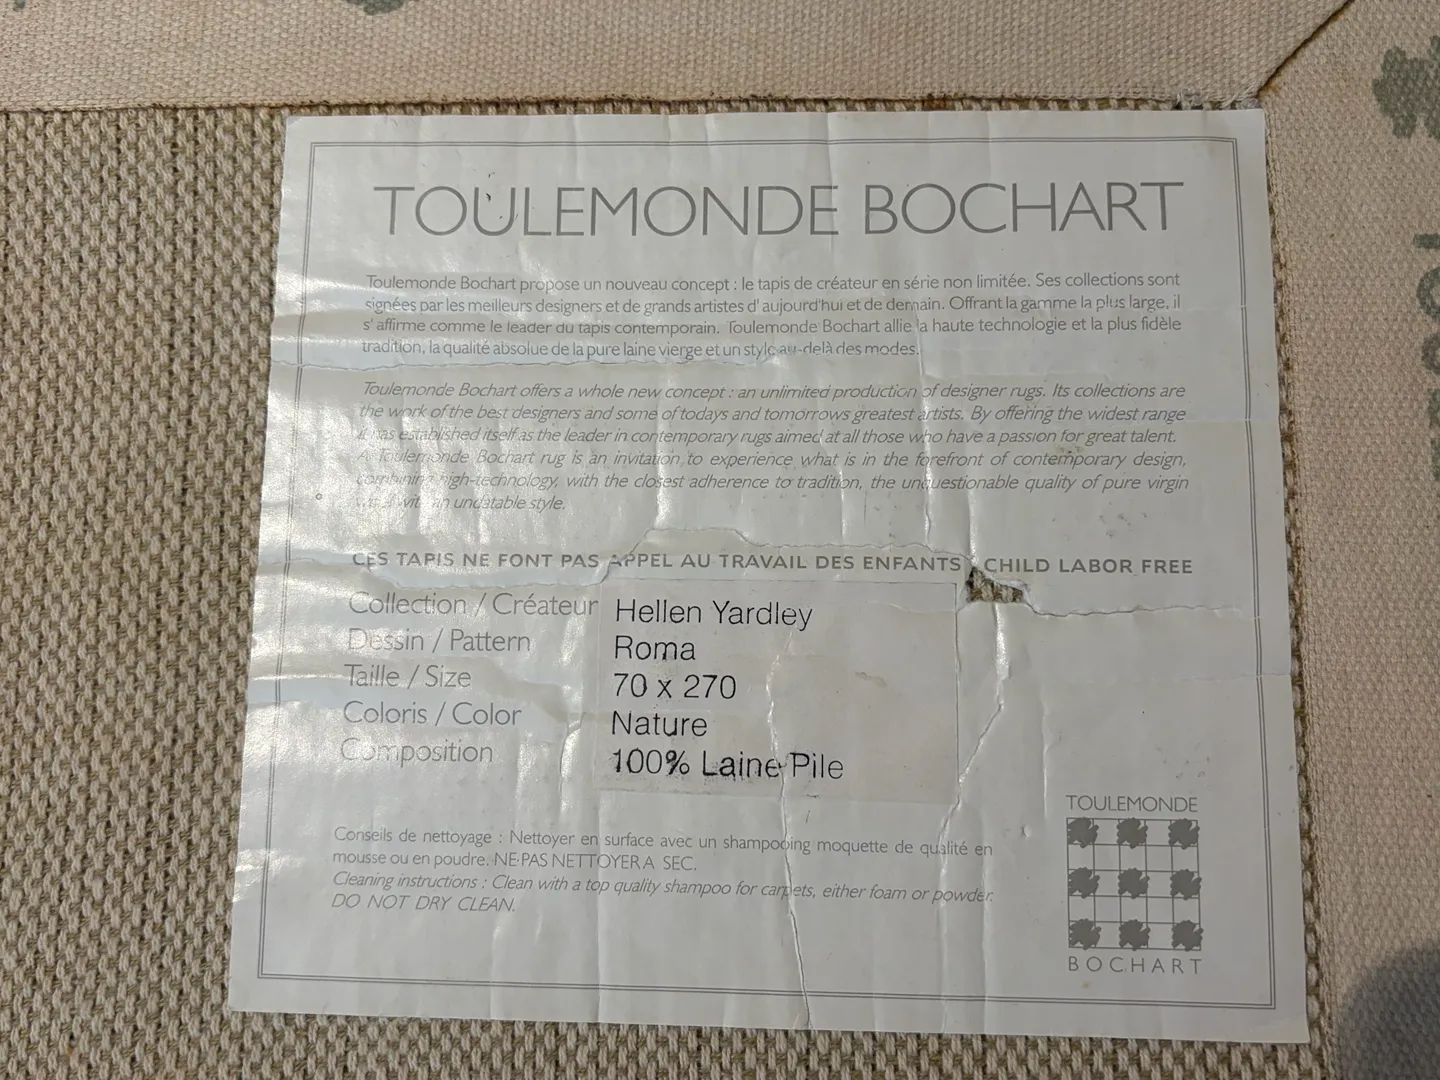 TOULEMONDE BOCHART
Toulemonde Bochart propose un nouveau concept : le tapis de créateur en série non limitée. Ses collections sont
signées par les meilleurs designers et de grands artistes d'aujourd'hui et de demain. Offrant la gamme la plus large, il
s'affirme comme le leader du tapis contemporain. Toulemonde Bochart allie la haute technologie et la plus fidèle
tradition, la qualité absolue de la pure laine vierge et un style au-delà des modes.
Toulemonde Bochart offers a whole new concept : an unlimited production of designer rugs. Its collections are
the work of the best designers and some of todays and tomorrows greatest artists. By offering the widest range
it has established itself as the leader in contemporary rugs aimed at all those who have a passion for great talent.
A Toulemonde Bochart rug is an invitation to experience what is in the forefront of contemporary design,
combining high-technology, with the closest adherence to tradition, the unquestionable quality of pure virgin
with an undatable style.
CES TAPIS NE FONT PAS APPEL AU TRAVAIL DES ENFANTS CHILD LABOR FREE
Collection / Créateur Hellen Yardley
Dessin / Pattern Roma
Taille / Size 70 x 270
Coloris / Color Nature
Composition 100% Laine Pile
Conseils de nettoyage : Nettoyer en surface avec un shampooing moquette de qualité en
mousse ou en poudre. NE PAS NETTOYER A SEC.
Cleaning instructions : Clean with a top quality shampoo for carpets, either foam or powder.
DO NOT DRY CLEAN.
TOULEMONDE
BOCHART